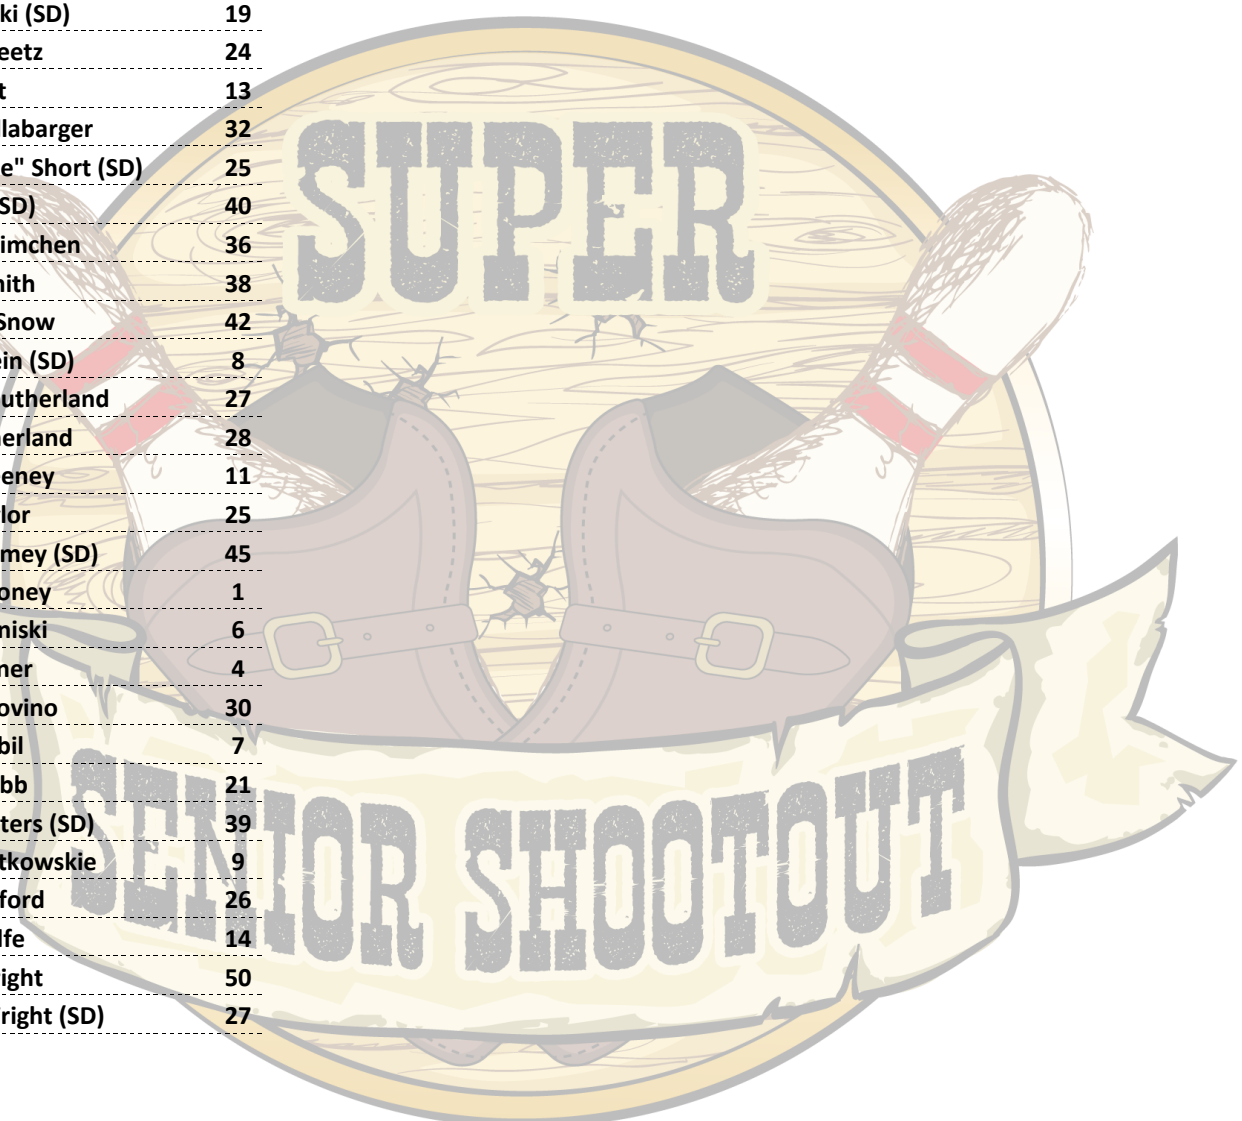 ki (SD) 19
eetz 24
t 13
llabarger 32
e" Short (SD) 25
SD) 40
imchen 36
nith 38
Snow 42
ein (SD) 8
utherland 27
nerland 28
eney 11
lor 25
mey (SD) 45
oney 1
niski 6
ner 4
ovino 30
bil 7
bb 21
ters (SD) 39
tkowskie 9
ford 26
lfe 14
ight 50
right (SD) 27
SUPER
SENIOR SHOOTOUT